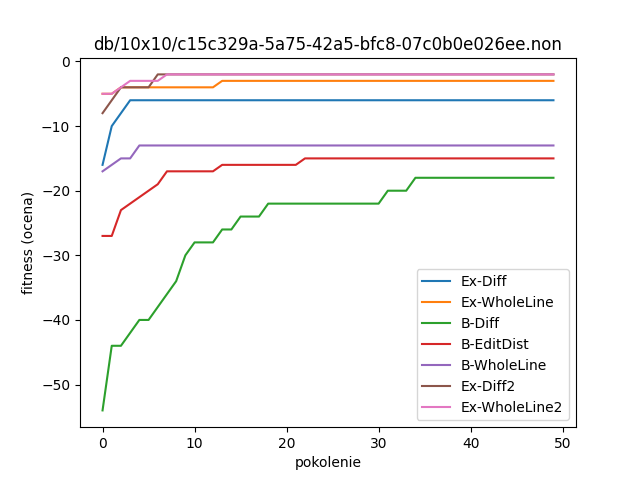 db/10x10/c15c329a-5a75-42a5-bfc8-07c0b0e026ee.non
0
−10
−20
−30
−40
−50
fitness (ocena)
Ex-Diff
Ex-WholeLine
B-Diff
B-EditDist
B-WholeLine
Ex-Diff2
Ex-WholeLine2
0 10 20 30 40 50
pokolenie